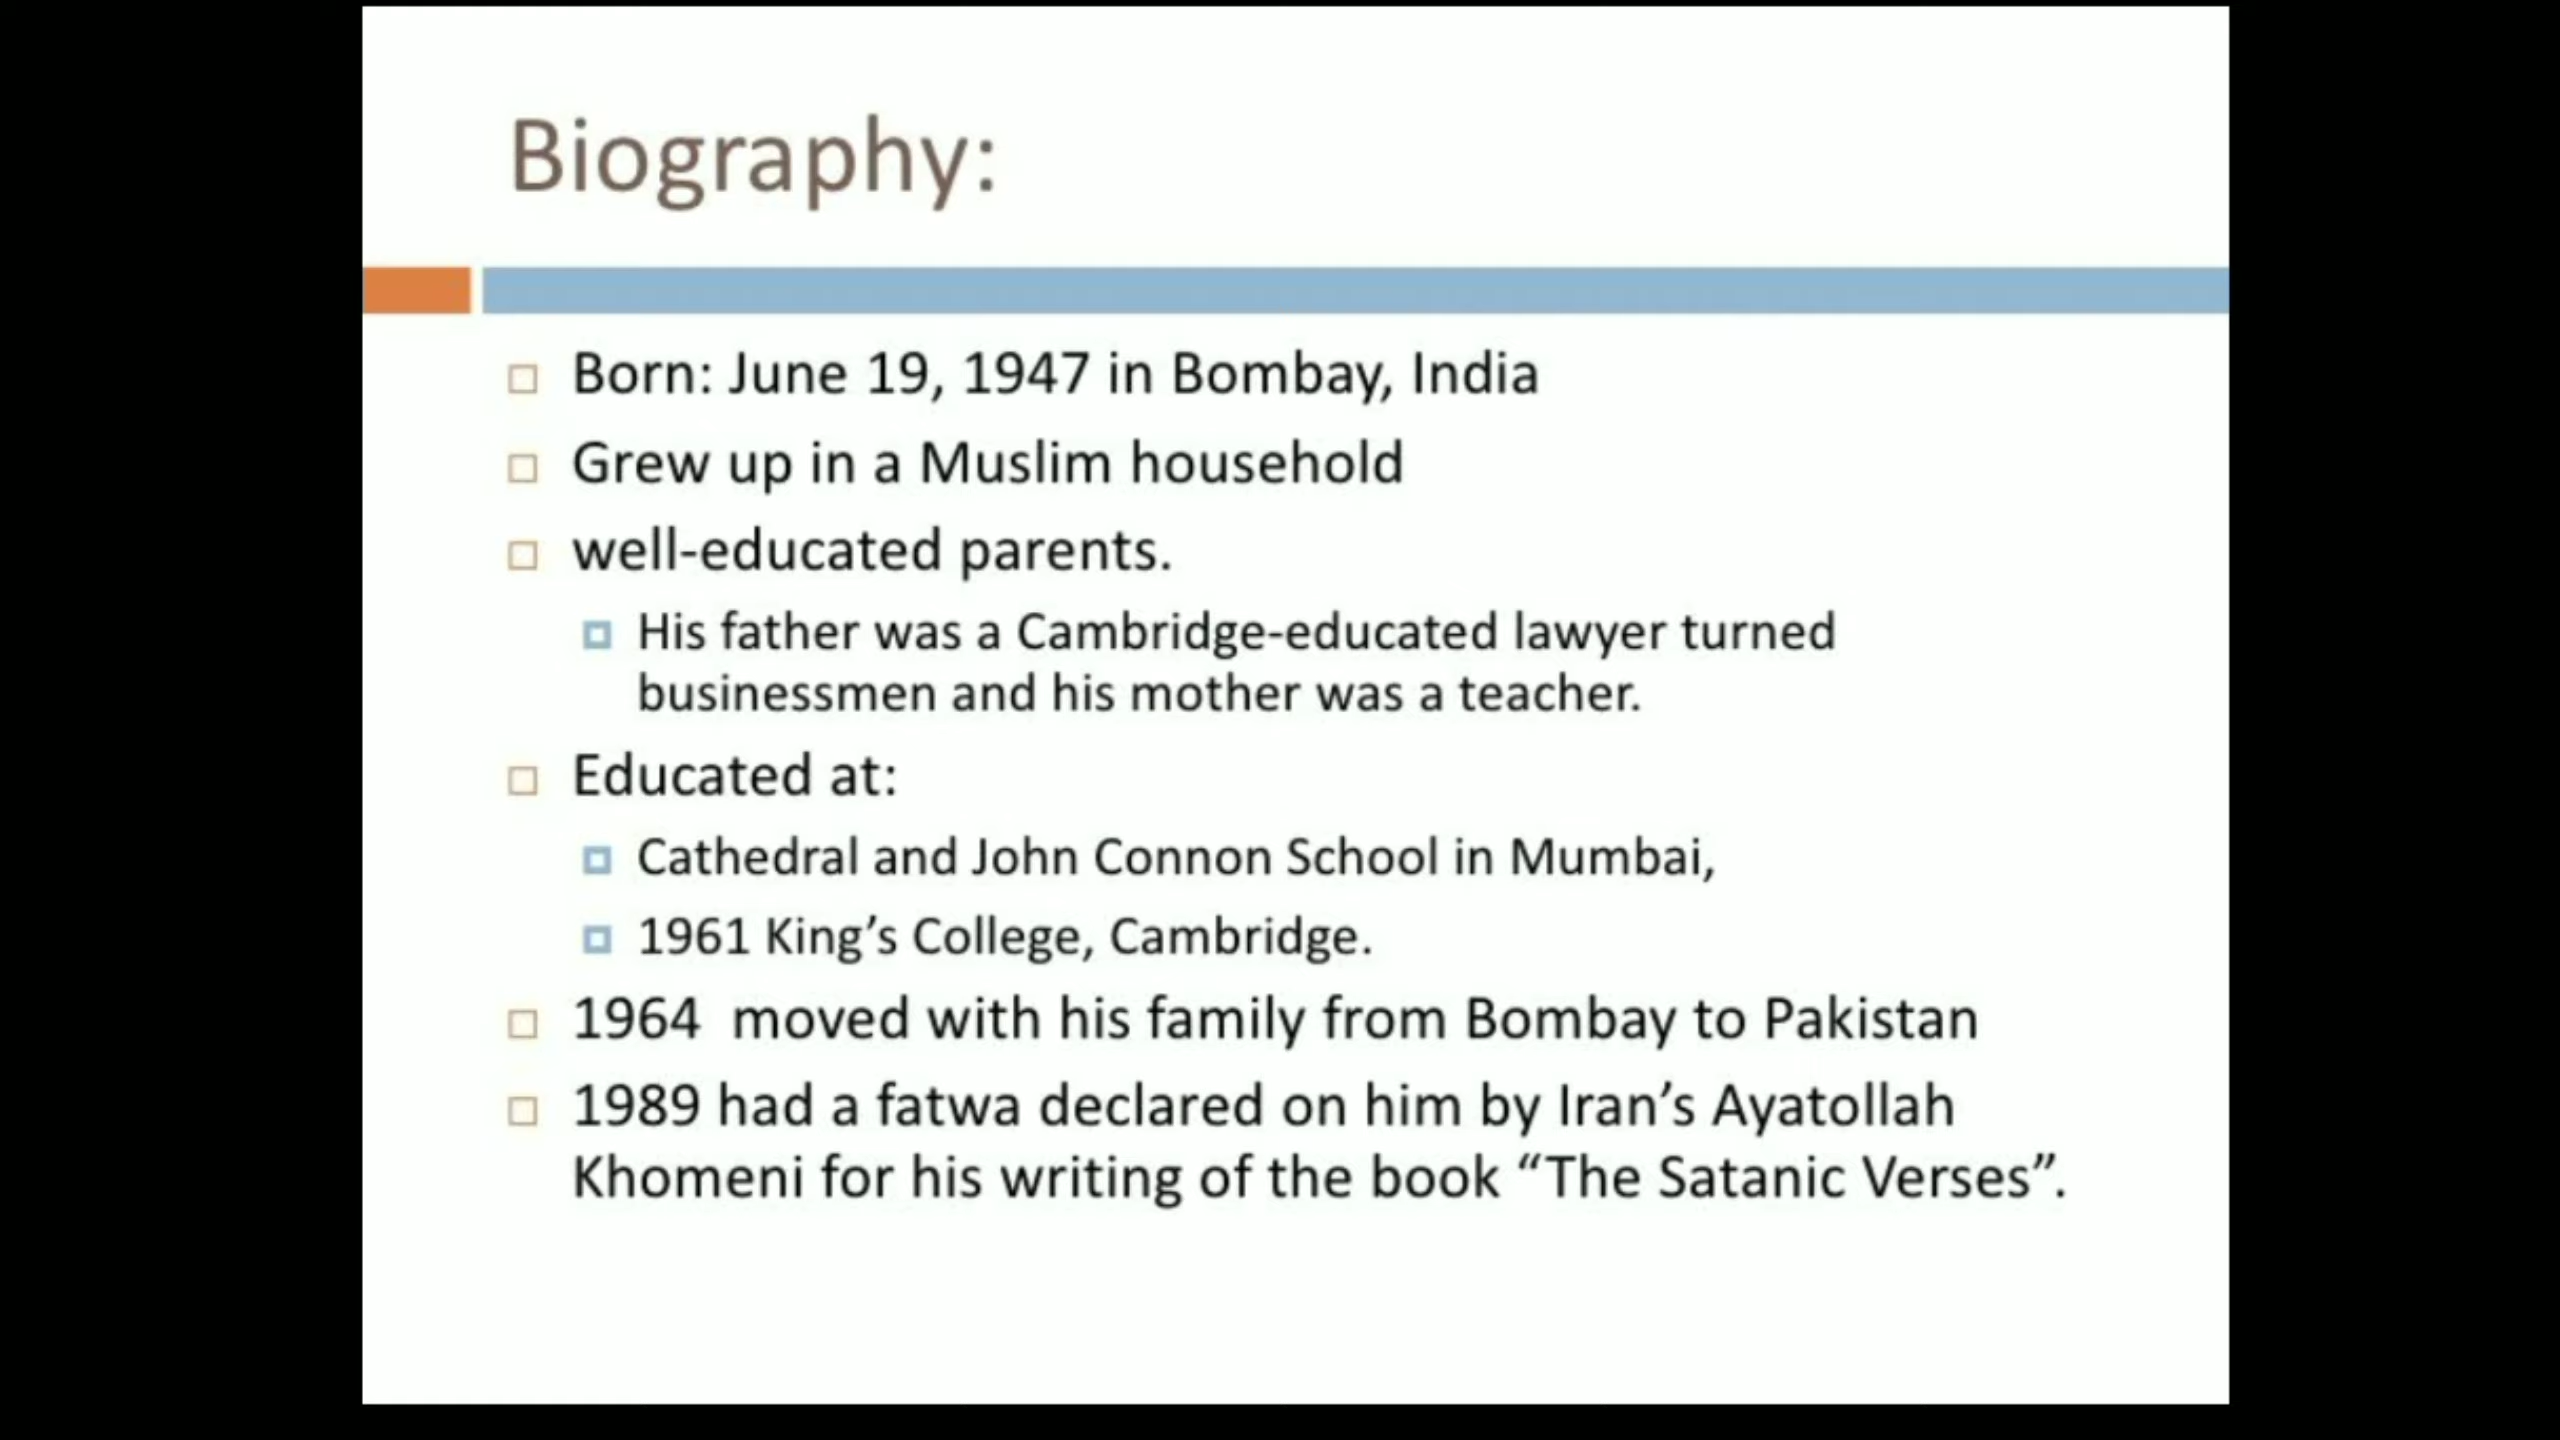 Biography:
Born: June 19, 1947 in Bombay, India
Grew up in a Muslim household
well-educated parents.
His father was a Cambridge-educated lawyer turned
businessmen and his mother was a teacher.
Educated at:
Cathedral and John Connon School in Mumbai,
1961 King’s College, Cambridge.
1964  moved with his family from Bombay to Pakistan
1989 had a fatwa declared on him by Iran’s Ayatollah
Khomeni for his writing of the book “The Satanic Verses”.